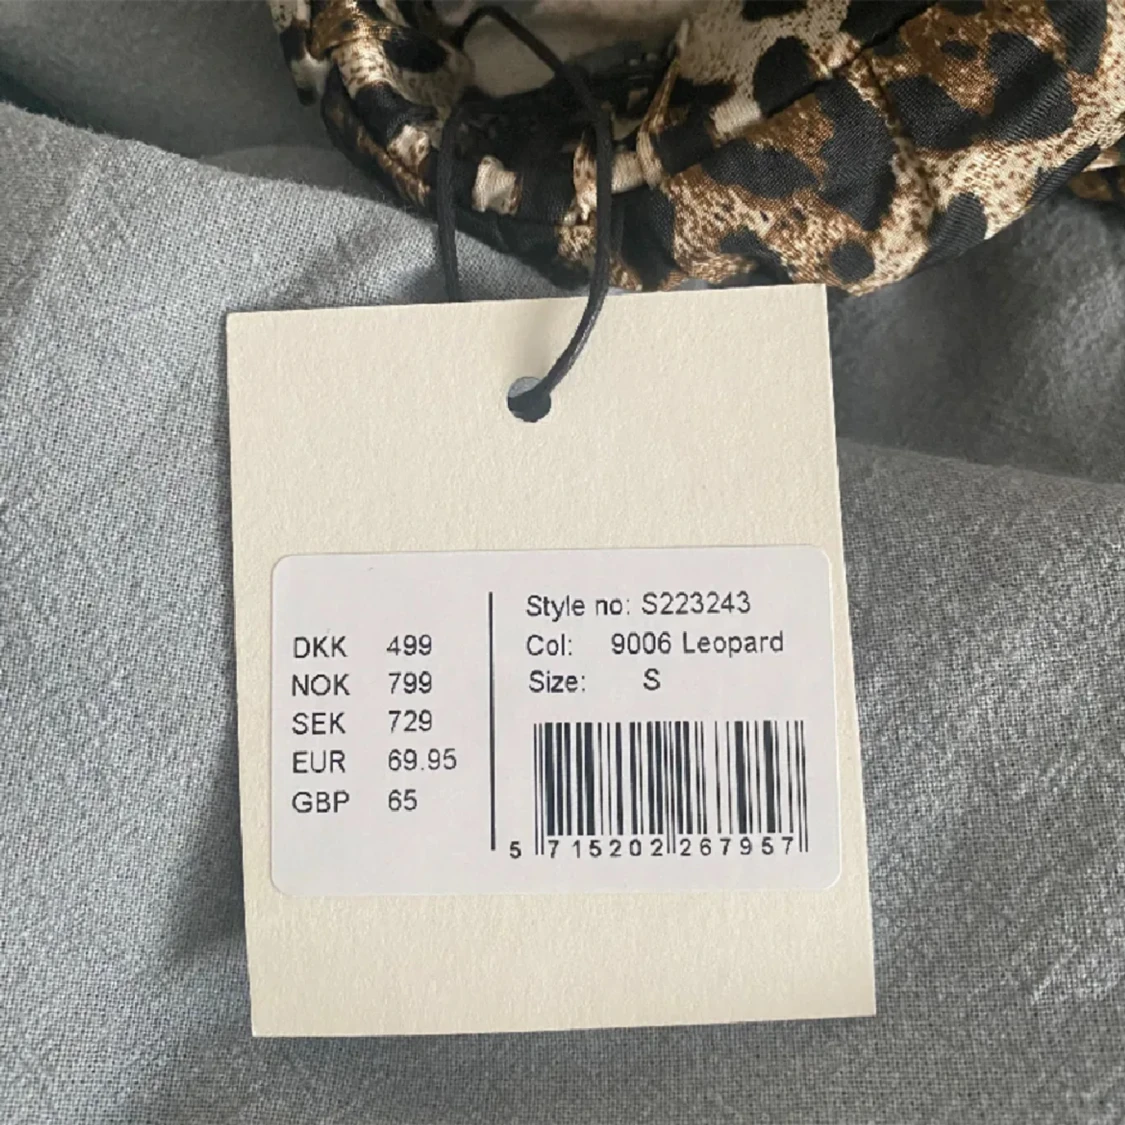 DKK 499
NOK 799
SEK 729
EUR 69.95
GBP 65
Style no: S223243
Col: 9006 Leopard
Size: S
5 715202 267957